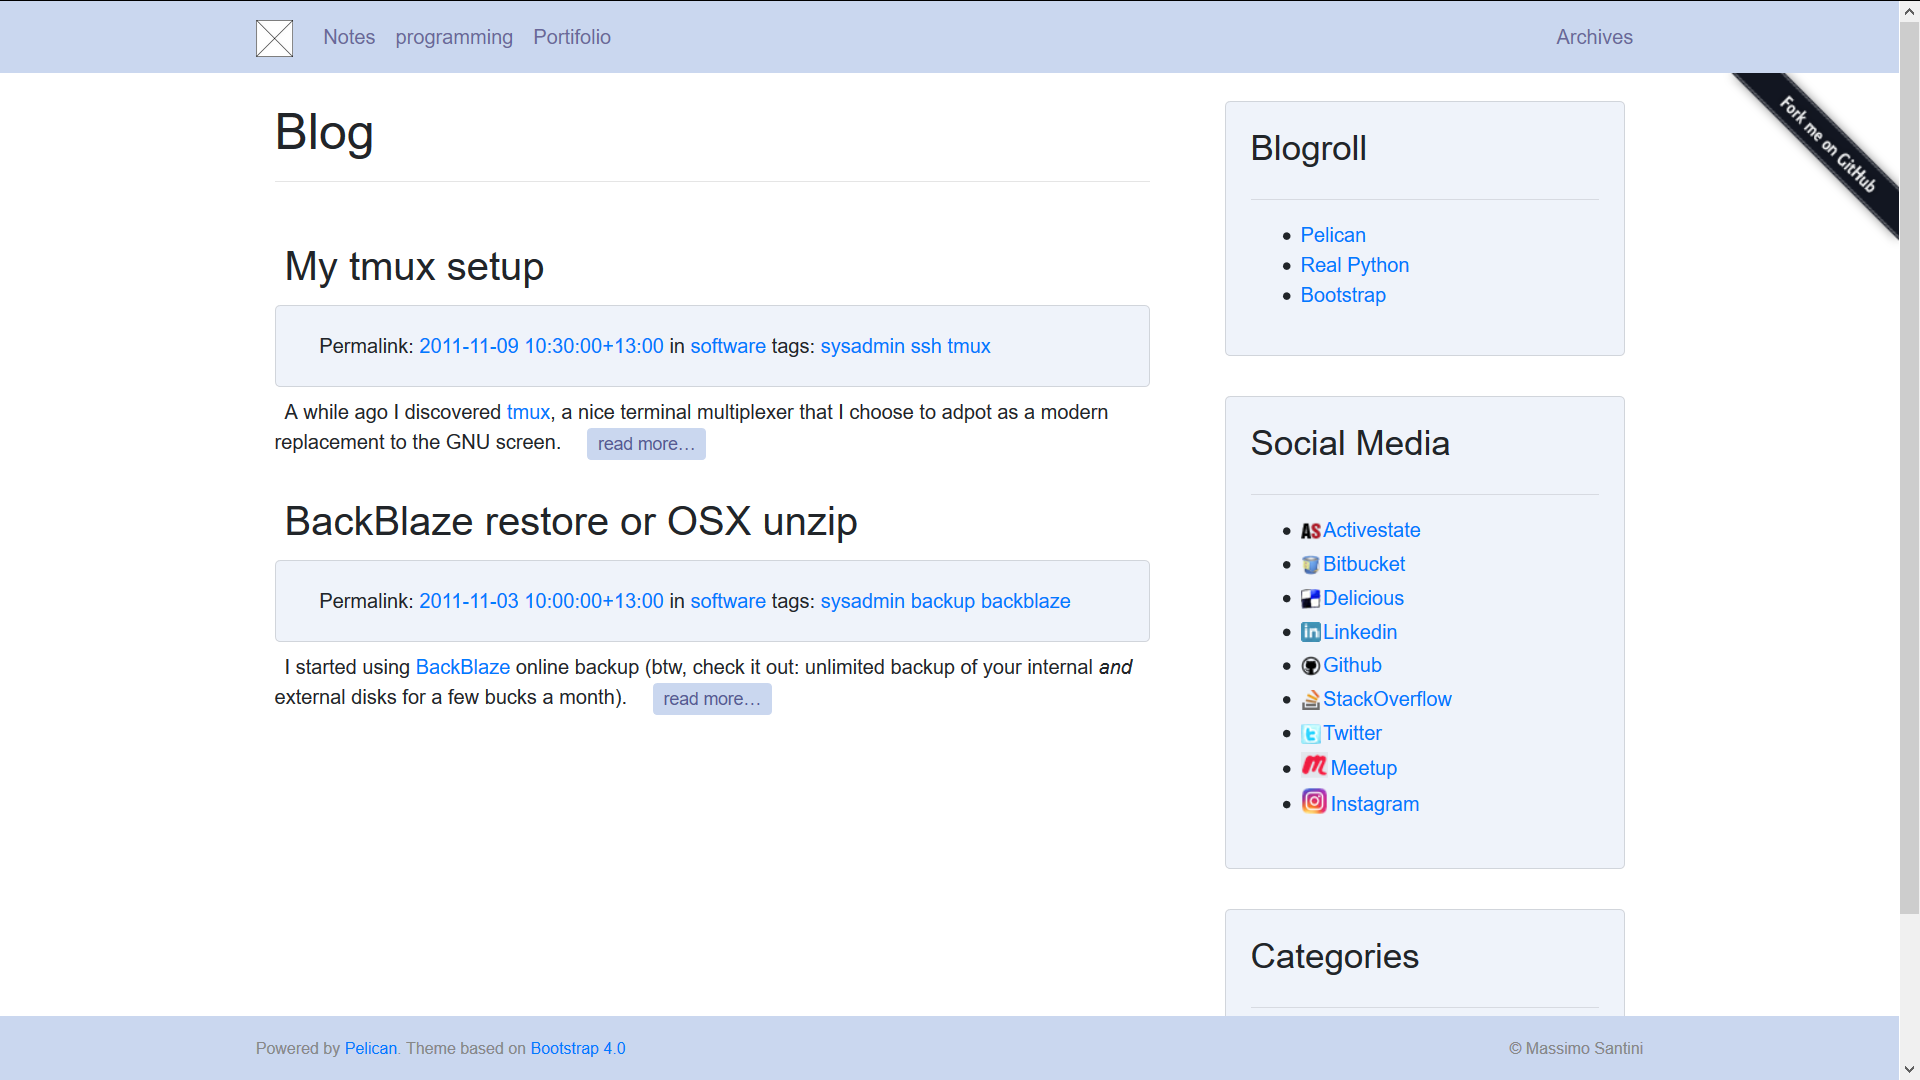 Notes programming Portifolio Archives
Fork me on GitHub
Blog
My tmux setup
Permalink: 2011-11-09 10:30:00+13:00 in software tags: sysadmin ssh tmux
A while ago I discovered tmux, a nice terminal multiplexer that I choose to adpot as a modern
replacement to the GNU screen. read more…
BackBlaze restore or OSX unzip
Permalink: 2011-11-03 10:00:00+13:00 in software tags: sysadmin backup backblaze
I started using BackBlaze online backup (btw, check it out: unlimited backup of your internal and
external disks for a few bucks a month). read more…
Blogroll
Pelican
Real Python
Bootstrap
Social Media
AS Activestate
Bitbucket
Delicious
in Linkedin
Github
StackOverflow
t Twitter
m Meetup
Instagram
Categories
Powered by Pelican. Theme based on Bootstrap 4.0
© Massimo Santini